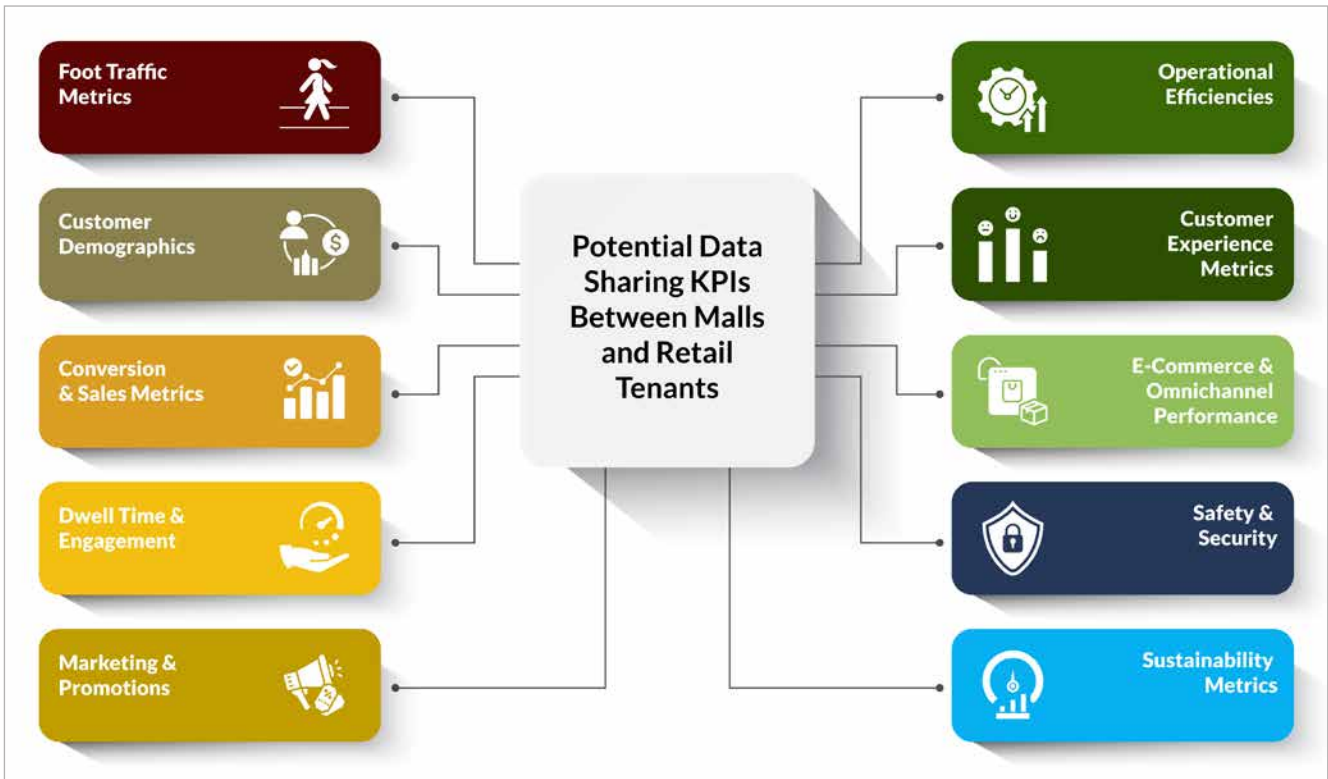 Foot Traffic
Metrics
Customer
Demographics
Conversion
& Sales Metrics
Dwell Time &
Engagement
Marketing &
Promotions
Potential Data
Sharing KPIs
Between Malls
and Retail
Tenants
Operational
Efficiencies
Customer
Experience
Metrics
E-Commerce &
Omnichannel
Performance
Safety &
Security
Sustainability
Metrics